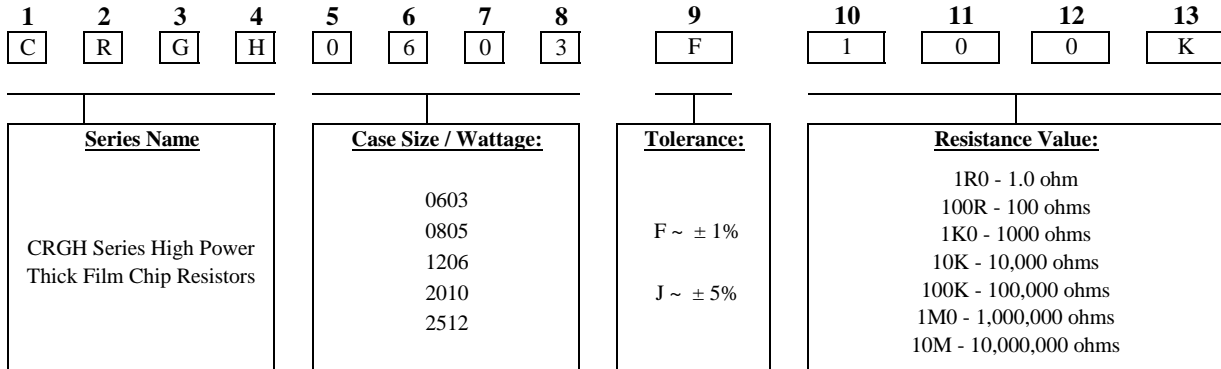 1 2 3 4 5 6 7 8 9 10 11 12 13
C R G H 0 6 0 3 F 1 0 0 K
Series Name
CRGH Series High Power
Thick Film Chip Resistors
Case Size / Wattage:
0603
0805
1206
2010
2512
Tolerance:
F ~ ± 1%
J ~ ± 5%
Resistance Value:
1R0 - 1.0 ohm
100R - 100 ohms
1K0 - 1000 ohms
10K - 10,000 ohms
100K - 100,000 ohms
1M0 - 1,000,000 ohms
10M - 10,000,000 ohms